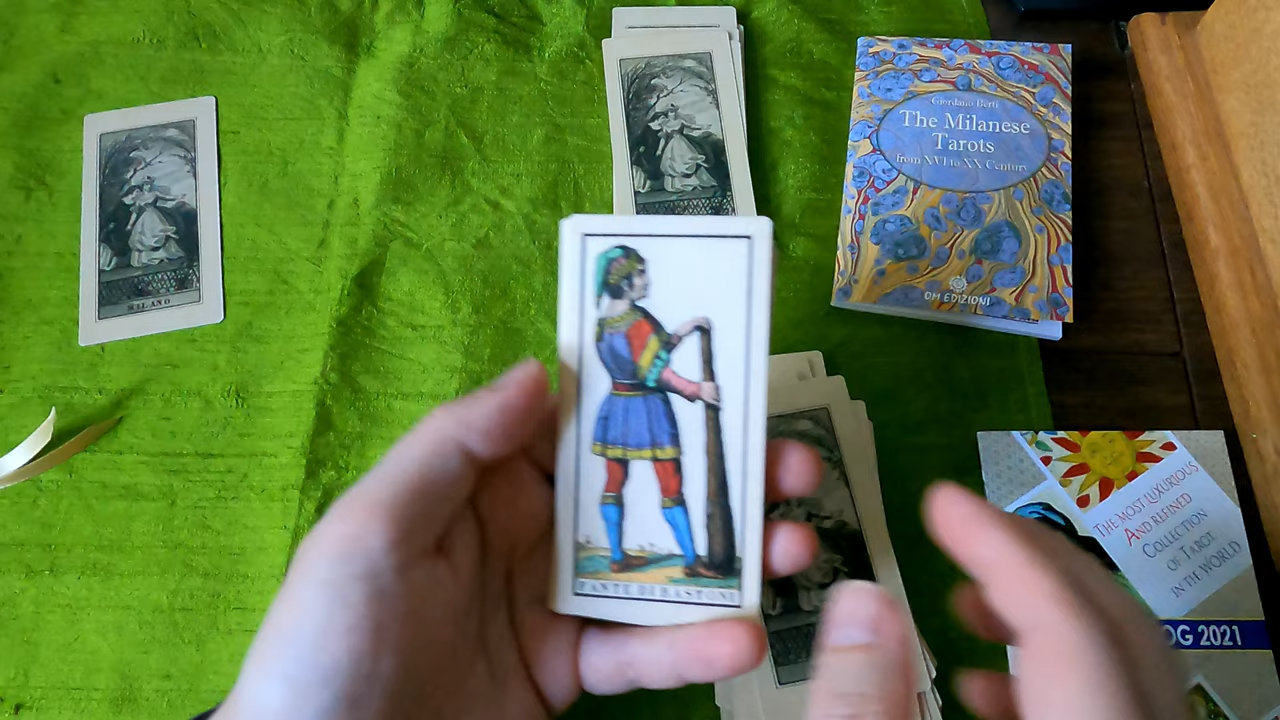 MILANO
Giordano Berti
The Milanese
Tarots
from XVI to XX Century
OM EDIZIONI
FANTE DI BASTONI
THE MOST LUXURIOUS
AND REFINED
COLLECTION
OF TAROT
IN THE WORLD
OG 2021